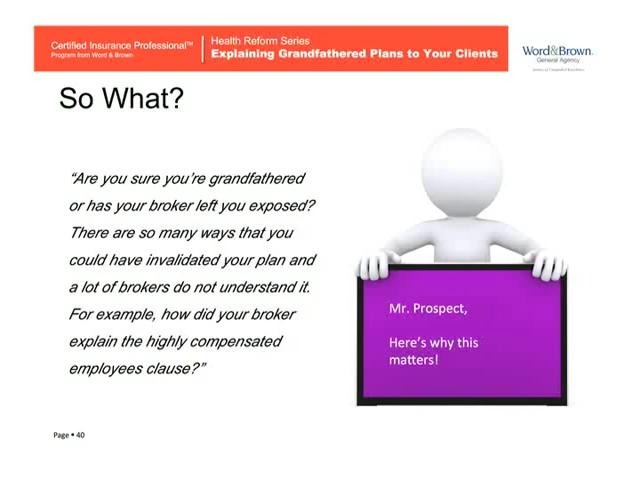 Certified Insurance Professional™
Program from Word & Brown
Health Reform Series
Explaining Grandfathered Plans to Your Clients
Word&Brown.
General Agency
So What?
“Are you sure you’re grandfathered
or has your broker left you exposed?
There are so many ways that you
could have invalidated your plan and
a lot of brokers do not understand it.
For example, how did your broker
explain the highly compensated
employees clause?”
Mr. Prospect,
Here’s why this
matters!
Page • 40